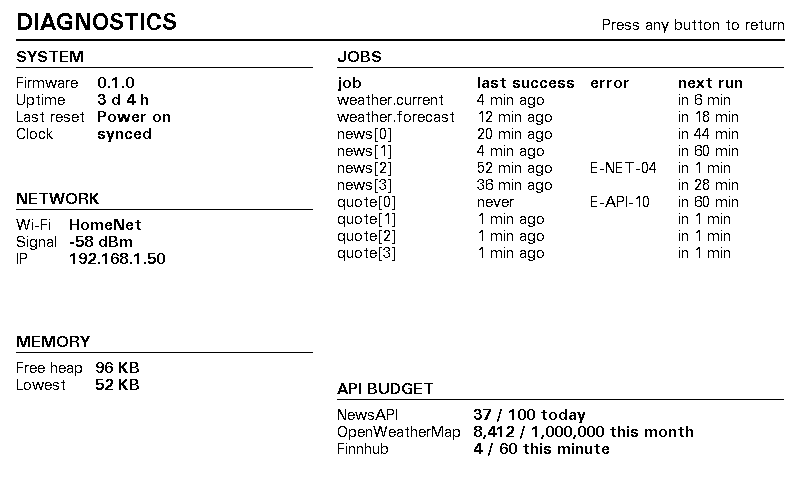 DIAGNOSTICS
Press any button to return
SYSTEM
Firmware 0.1.0
Uptime 3 d 4 h
Last reset Power on
Clock synced
NETWORK
Wi-Fi HomeNet
Signal -58 dBm
IP 192.168.1.50
MEMORY
Free heap 96 KB
Lowest 52 KB
JOBS
job last success error next run
weather.current 4 min ago in 6 min
weather.forecast 12 min ago in 18 min
news[0] 20 min ago in 44 min
news[1] 4 min ago in 60 min
news[2] 52 min ago E-NET-04 in 1 min
news[3] 36 min ago in 28 min
quote[0] never E-API-10 in 60 min
quote[1] 1 min ago in 1 min
quote[2] 1 min ago in 1 min
quote[3] 1 min ago in 1 min
API BUDGET
NewsAPI 37 / 100 today
OpenWeatherMap 8,412 / 1,000,000 this month
Finnhub 4 / 60 this minute